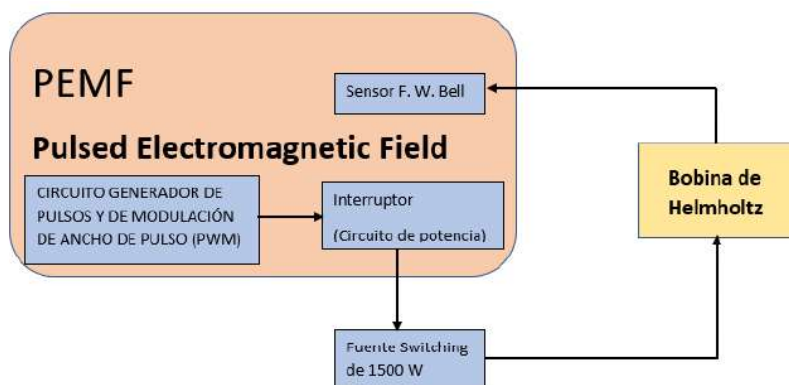 PEMF
Sensor F. W. Bell
Pulsed Electromagnetic Field
CIRCUITO GENERADOR DE
PULSOS Y DE MODULACIÓN
DE ANCHO DE PULSO (PWM)
Interruptor
(Circuito de potencia)
Bobina de
Helmholtz
Fuente Switching
de 1500 W